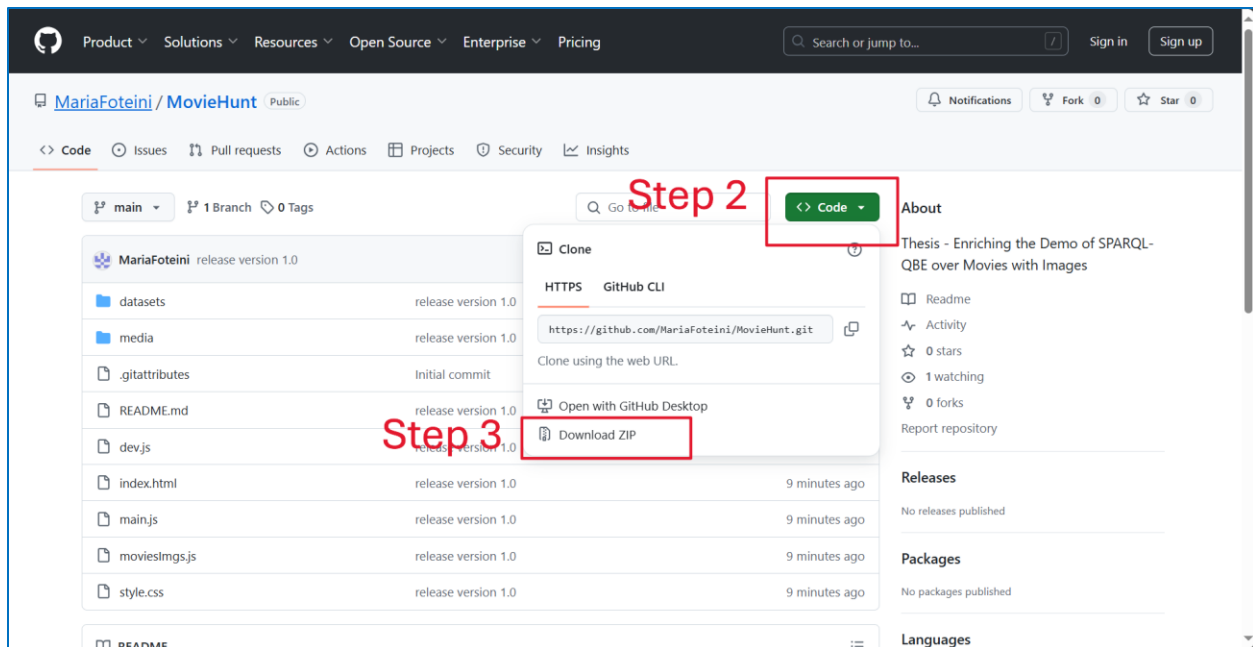 Product Solutions Resources Open Source Enterprise Pricing Search or jump to... / Sign in Sign up
MariaFoteini / MovieHunt Public Notifications Fork 0 Star 0
<> Code Issues Pull requests Actions Projects Security Insights
main 1 Branch 0 Tags Go to file Step 2 <> Code
MariaFoteini release version 1.0
datasets release version 1.0
media release version 1.0
.gitattributes Initial commit
README.md release version 1.0
dev.js release version 1.0
index.html release version 1.0 9 minutes ago
main.js release version 1.0 9 minutes ago
moviesImgs.js release version 1.0 9 minutes ago
style.css release version 1.0 9 minutes ago
README
Clone
HTTPS GitHub CLI
https://github.com/MariaFoteini/MovieHunt.git
Clone using the web URL.
Open with GitHub Desktop
Step 3 Download ZIP
About
Thesis - Enriching the Demo of SPARQL-
QBE over Movies with Images
Readme
Activity
0 stars
1 watching
0 forks
Report repository
Releases
No releases published
Packages
No packages published
Languages